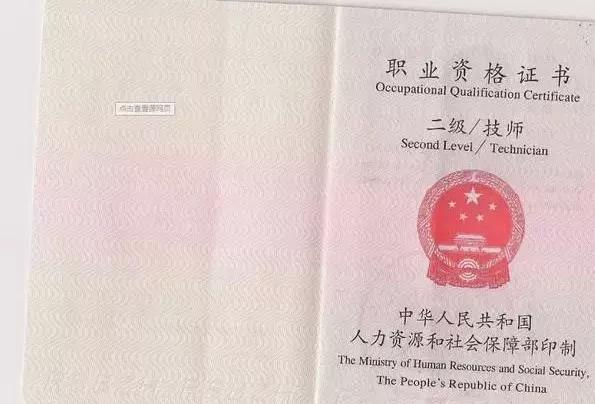 点击查看源网页
职业资格证书
Occupational Qualification Certificate
二级/技师
Second Level/Technician
中华人民共和国
人力资源和社会保障部印制
The Ministry of Human Resources and Social Security,
The People's Republic of China